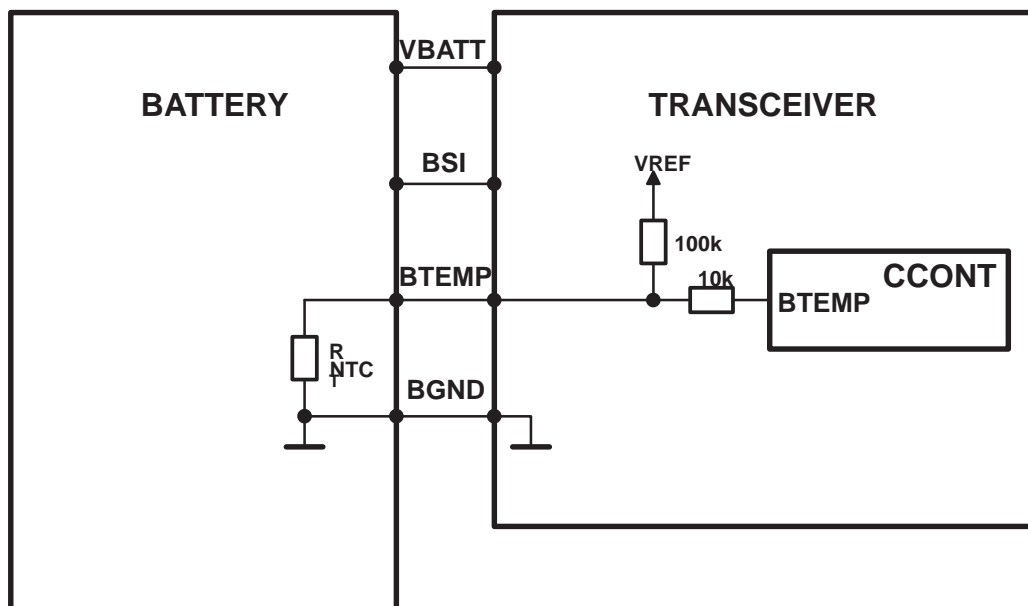 VBATT
BATTERY
TRANSCEIVER
BSI
VREF
100k
BTEMP
10k
CCONT
BTEMP
R
T
NTC
BGND